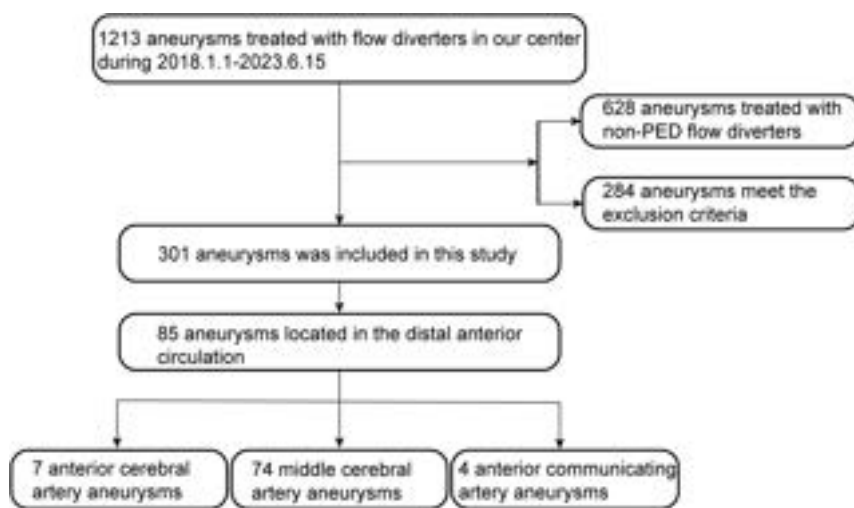 1213 aneurysms treated with flow diverters in our center
during 2018.1.1-2023.6.15
628 aneurysms treated with
non-PED flow diverters
284 aneurysms meet the
exclusion criteria
301 aneurysms was included in this study
85 aneurysms located in the distal anterior
circulation
7 anterior cerebral
artery aneurysms
74 middle cerebral
artery aneurysms
4 anterior communicating
artery aneurysms